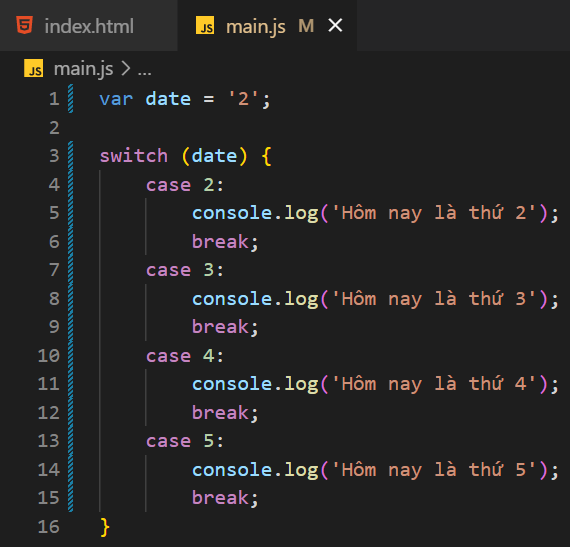 index.html JS main.js M ×
JS main.js > ...
1 var date = '2';
2
3 switch (date) {
4     case 2:
5         console.log('Hôm nay là thứ 2');
6         break;
7     case 3:
8         console.log('Hôm nay là thứ 3');
9         break;
10     case 4:
11         console.log('Hôm nay là thứ 4');
12         break;
13     case 5:
14         console.log('Hôm nay là thứ 5');
15         break;
16 }